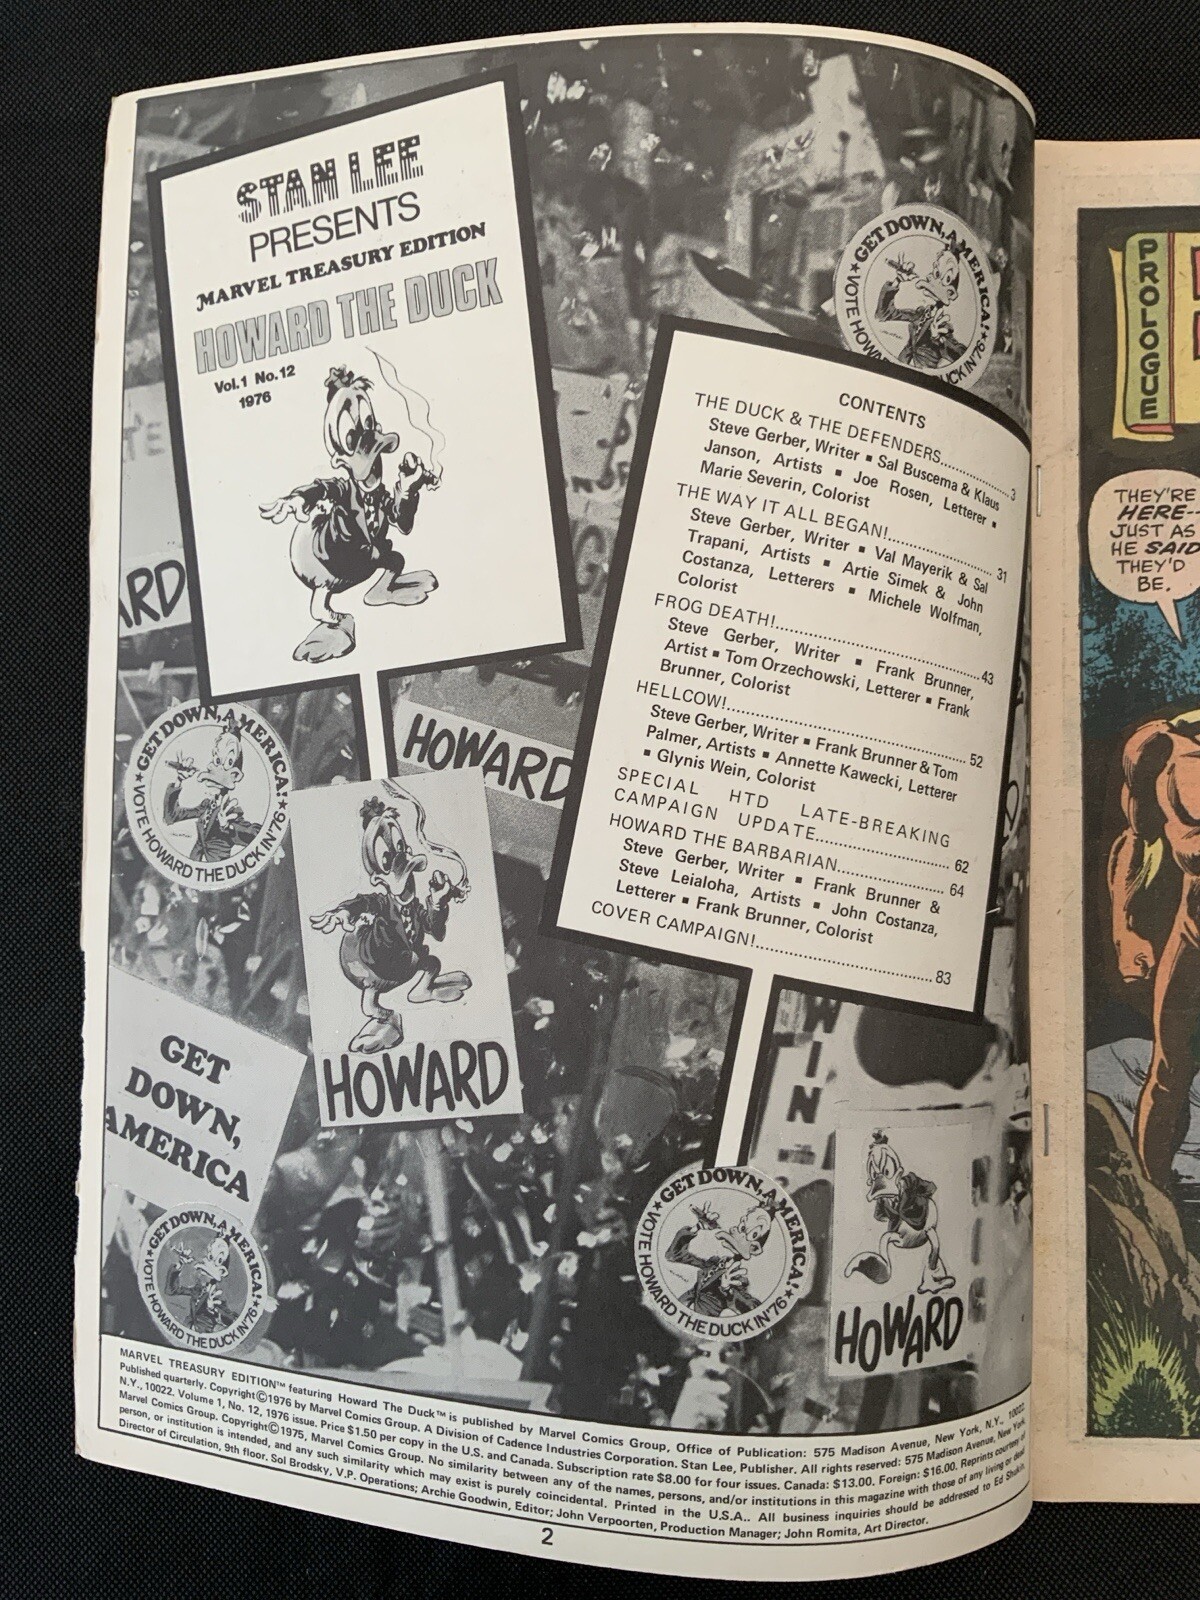 STAN LEE
PRESENTS
MARVEL TREASURY EDITION
HOWARD THE DUCK
Vol.1 No.12
1976
GET DOWN, AMERICA!
VOTE HOWARD THE DUCK IN '76
CONTENTS
THE DUCK & THE DEFENDERS..................3
Steve Gerber, Writer ▪ Sal Buscema & Klaus
Janson, Artists ▪ Joe Rosen, Letterer ▪
Marie Severin, Colorist
THE WAY IT ALL BEGAN!..................31
Steve Gerber, Writer ▪ Val Mayerik & Sal
Trapani, Artists ▪ Artie Simek & John
Costanza, Letterers ▪ Michele Wolfman,
Colorist
FROG DEATH!..................43
Steve Gerber, Writer ▪ Frank Brunner,
Artist ▪ Tom Orzechowski, Letterer ▪ Frank
Brunner, Colorist
HELLCOW!..................52
Steve Gerber, Writer ▪ Frank Brunner & Tom
Palmer, Artists ▪ Annette Kawecki, Letterer
▪ Glynis Wein, Colorist
SPECIAL HTD LATE-BREAKING
CAMPAIGN UPDATE..................62
HOWARD THE BARBARIAN..................64
Steve Gerber, Writer ▪ Frank Brunner &
Steve Leialoha, Artists ▪ John Costanza,
Letterer ▪ Frank Brunner, Colorist
COVER CAMPAIGN!..................83
ARD
HOWARD
GET DOWN, AMERICA!
VOTE HOWARD THE DUCK IN '76
HOWARD
GET
DOWN,
AMERICA
WIN
GET DOWN, AMERICA!
VOTE HOWARD THE DUCK IN '76
GET DOWN, AMERICA!
VOTE HOWARD THE DUCK IN '76
HOWARD
MARVEL TREASURY EDITION™ featuring Howard The Duck™ is published by Marvel Comics Group, Office of Publication: 575 Madison Avenue, New York, N.Y., 10022.
Published quarterly. Copyright©1976 by Marvel Comics Group. A Division of Cadence Industries Corporation. Stan Lee, Publisher. All rights reserved: 575 Madison Avenue, New York,
N.Y., 10022. Volume 1, No. 12, 1976 issue. Price $1.50 per copy in the U.S. and Canada. Subscription rate $8.00 for four issues. Canada: $13.00. Foreign: $16.00. Reprints courtesy of
Marvel Comics Group. Copyright©1975, Marvel Comics Group. No similarity between any of the names, persons, and/or institutions in this magazine with those of any living or dead
person, or institution is intended, and any such similarity which may exist is purely coincidental. Printed in the U.S.A.. All business inquiries should be addressed to Ed Shukin,
Director of Circulation, 9th floor. Sol Brodsky, V.P. Operations; Archie Goodwin, Editor; John Verpoorten, Production Manager; John Romita, Art Director.
2
PROLOGUE
THEY'RE
HERE--
JUST AS
HE SAID
THEY'D
BE.